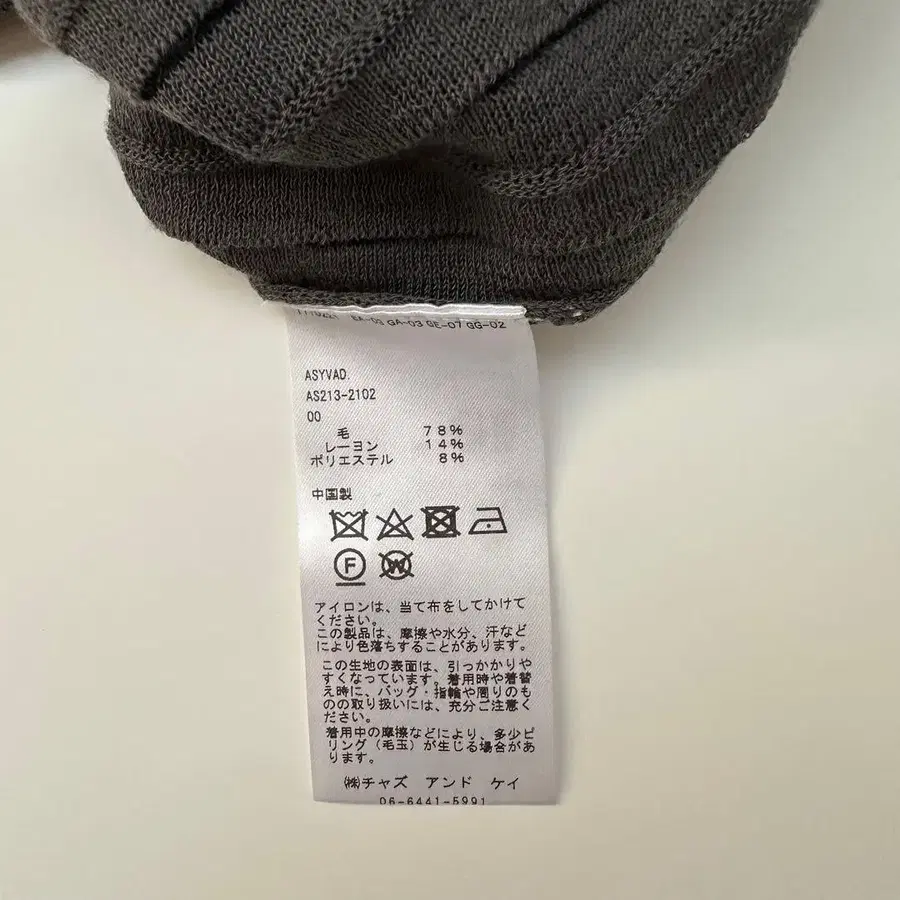 GA-03 GE-07 GG-02
ASYVAD.
AS213-2102
00
毛 78%
レーヨン 14%
ポリエステル 8%
中国製
F W
アイロンは、当て布をしてかけて
ください。
この製品は、摩擦や水分、汗など
により色落ちすることがあります。
この生地の表面は、引っかかりや
すくなっています。着用時や着替
え時に、バッグ・指輪や周りのも
のの取り扱いには、充分ご注意く
ださい。
着用中の摩擦などにより、多少ピ
リング（毛玉）が生じる場合があ
ります。
㈱チャズ アンド ケイ
06-6441-5991